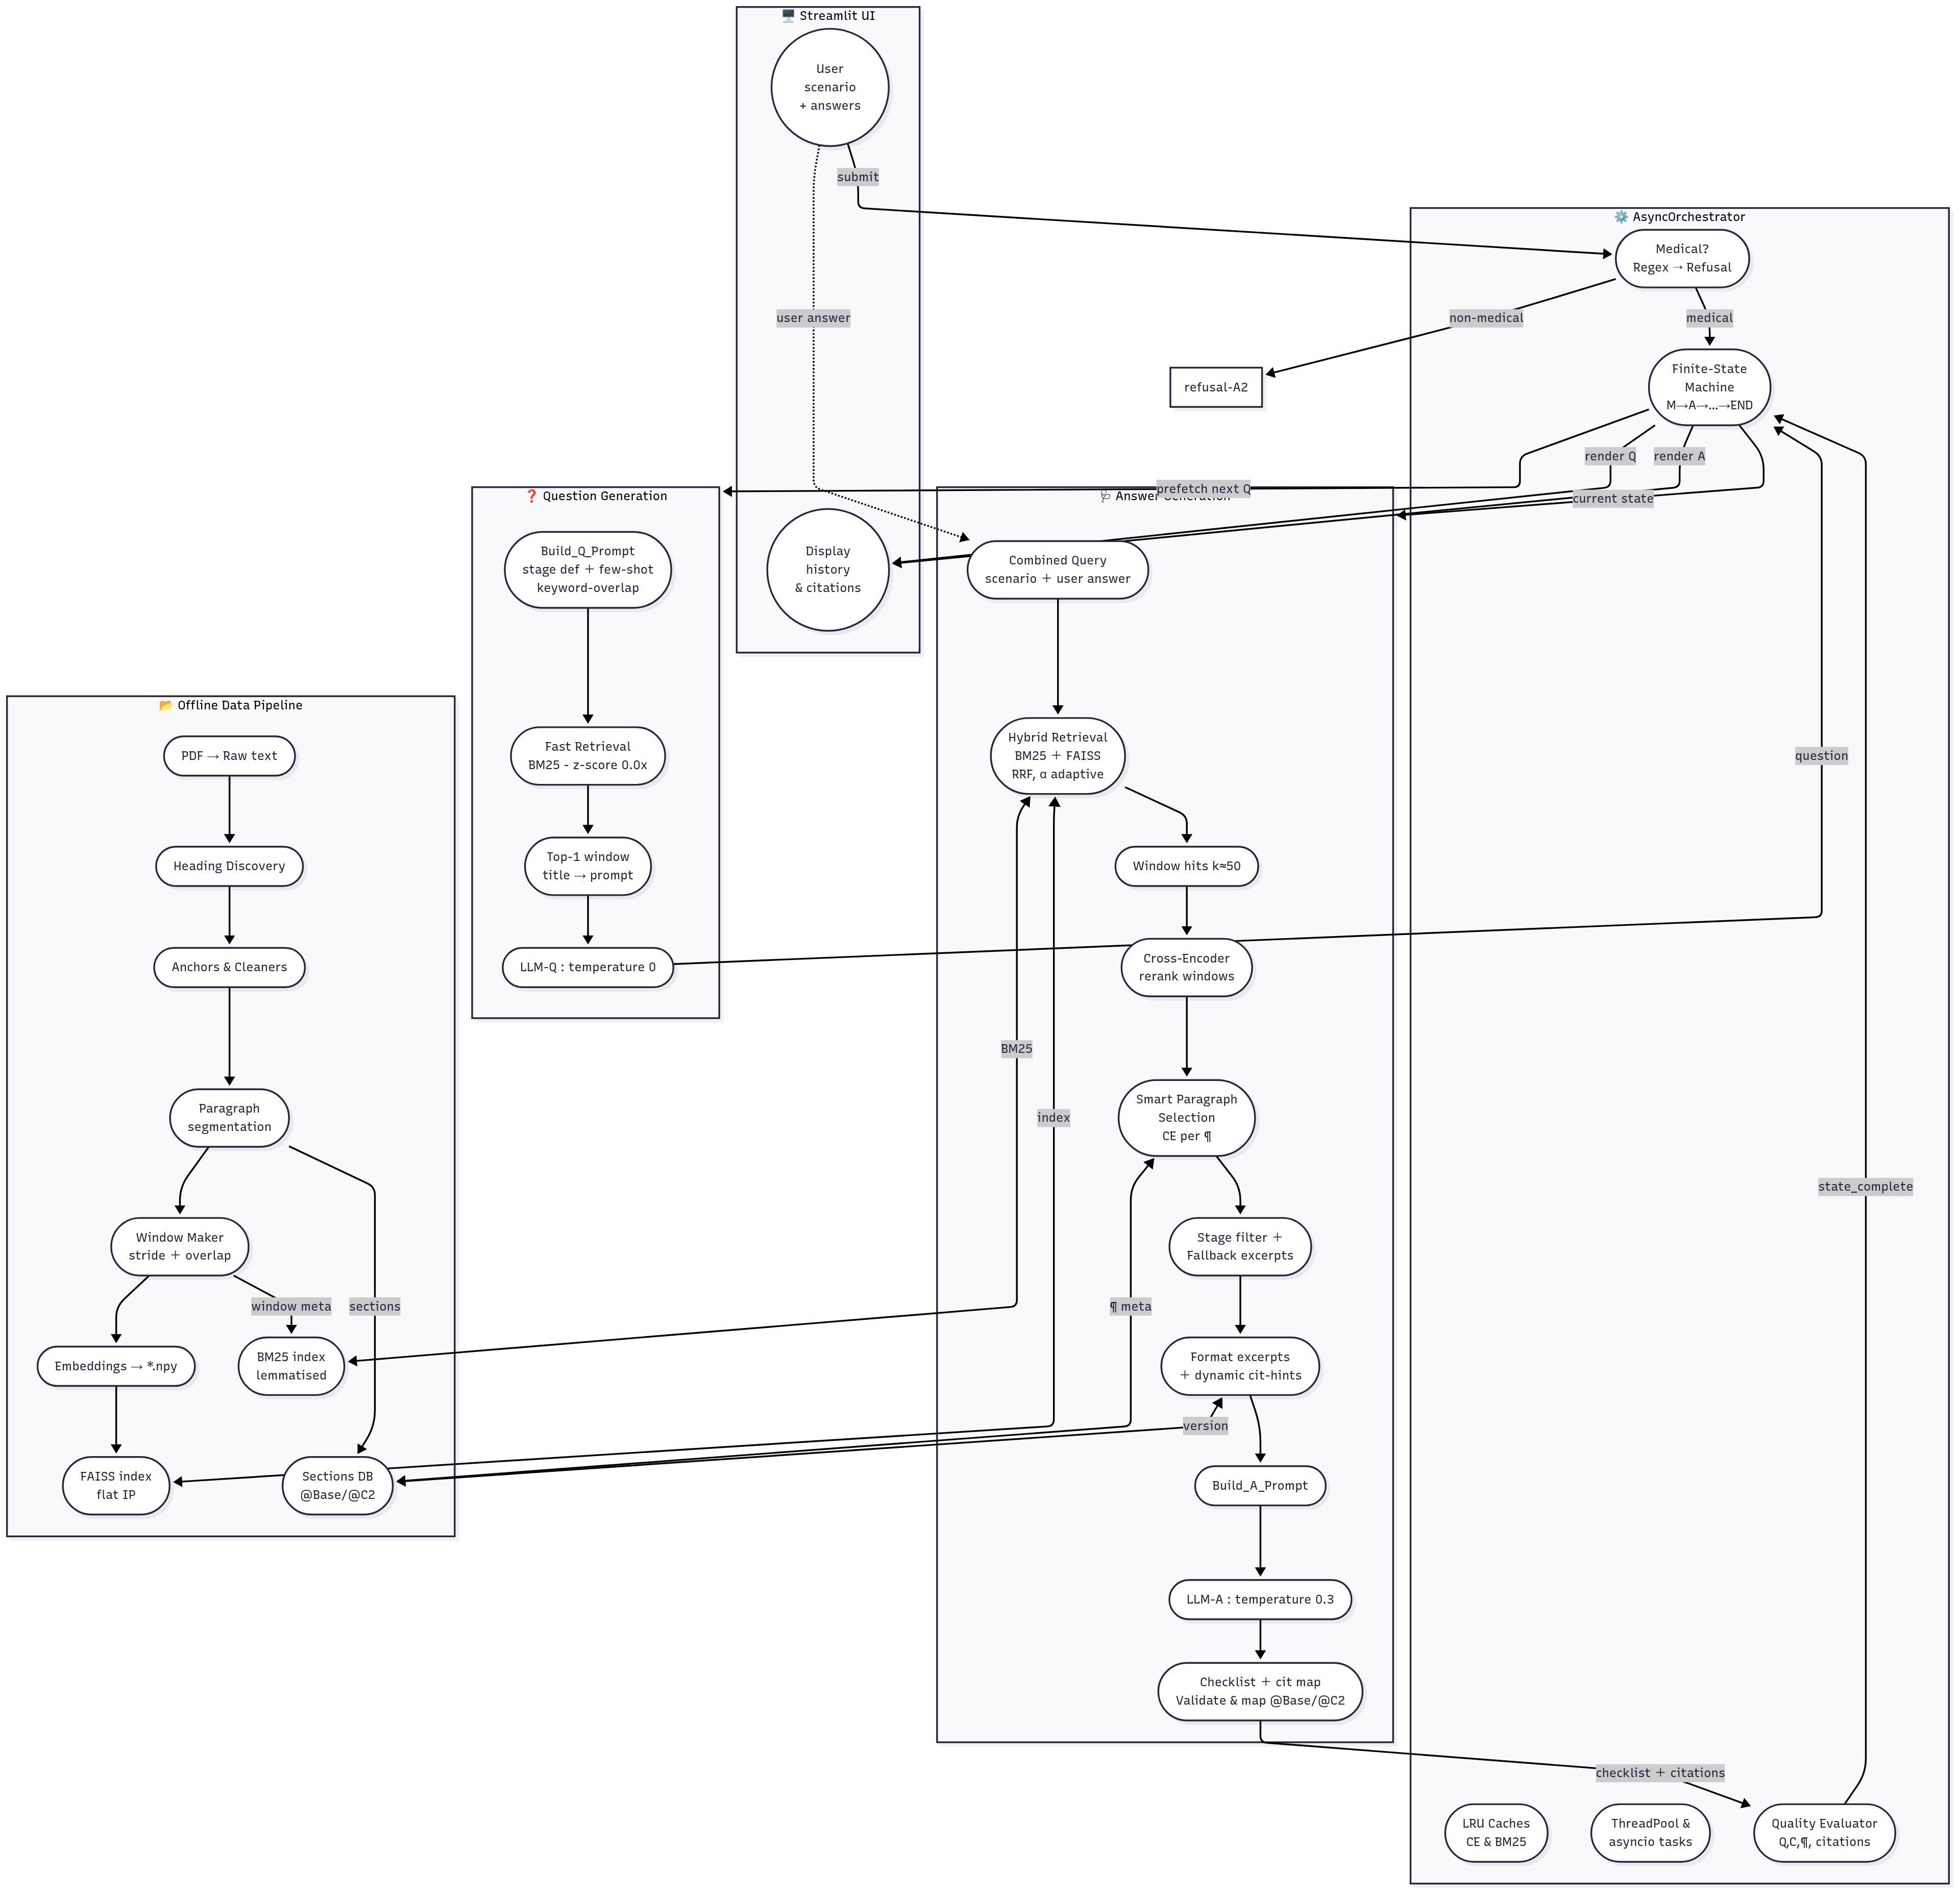 🖥️ Streamlit UI
User
scenario
+ answers
submit
user answer
Display
history
& citations
⚙️ AsyncOrchestrator
Medical?
Regex → Refusal
non-medical
medical
refusal-A2
Finite-State
Machine
M→A→...→END
render Q
render A
prefetch next Q
current state
question
state_complete
❓ Question Generation
Build_Q_Prompt
stage def + few-shot
keyword-overlap
Fast Retrieval
BM25 - z-score 0.0x
Top-1 window
title → prompt
LLM-Q : temperature 0
🩺 Answer Generation
Combined Query
scenario + user answer
Hybrid Retrieval
BM25 + FAISS
RRF, α adaptive
Window hits k≈50
Cross-Encoder
rerank windows
BM25
index
Smart Paragraph
Selection
CE per ¶
Stage filter +
Fallback excerpts
¶ meta
Format excerpts
+ dynamic cit-hints
version
Build_A_Prompt
LLM-A : temperature 0.3
Checklist + cit map
Validate & map @Base/@C2
checklist + citations
📂 Offline Data Pipeline
PDF → Raw text
Heading Discovery
Anchors & Cleaners
Paragraph
segmentation
Window Maker
stride + overlap
window meta
sections
Embeddings → *.npy
BM25 index
lemmatised
FAISS index
flat IP
Sections DB
@Base/@C2
LRU Caches
CE & BM25
ThreadPool &
asyncio tasks
Quality Evaluator
Q,C,¶, citations